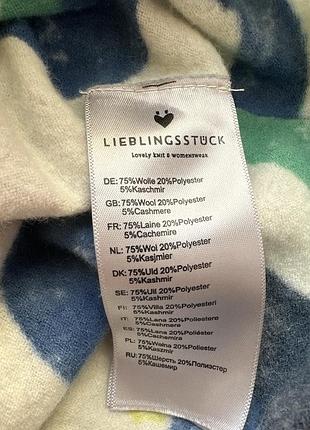 LIEBLINGSSTÜCK
Lovely knit & womenswear
DE: 75%Wolle 20%Polyester
5%Kaschmir
GB: 75%Wool 20%Polyester
5%Cashmere
FR: 75%Laine 20%Polyester
5%Cachemire
NL: 75%Wol 20%Polyester
5%Kasjmier
DK: 75%Uld 20%Polyester
5%Kashmir
SE: 75%Ull 20%Polyester
5%Kashmir
FI: 75%Villa 20%Polyesteri
5%Kashmir
IT: 75%Lana 20%Poliestere
5%Cashmere
ES: 75%Lana 20%Poliéster
5%Cachemira
PL: 75%Wełna 20%Poliester
5%Kaszmir
RU: 75%Шерсть 20%Полиэстер
5%Кашемир